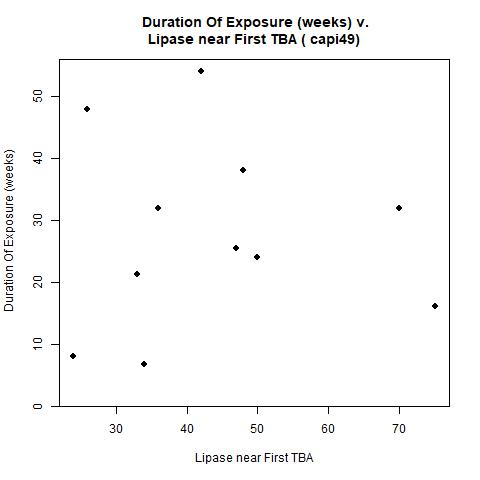 Duration Of Exposure (weeks) v.
Lipase near First TBA ( capi49)
Duration Of Exposure (weeks)
50
40
30
20
10
0
30 40 50 60 70
Lipase near First TBA